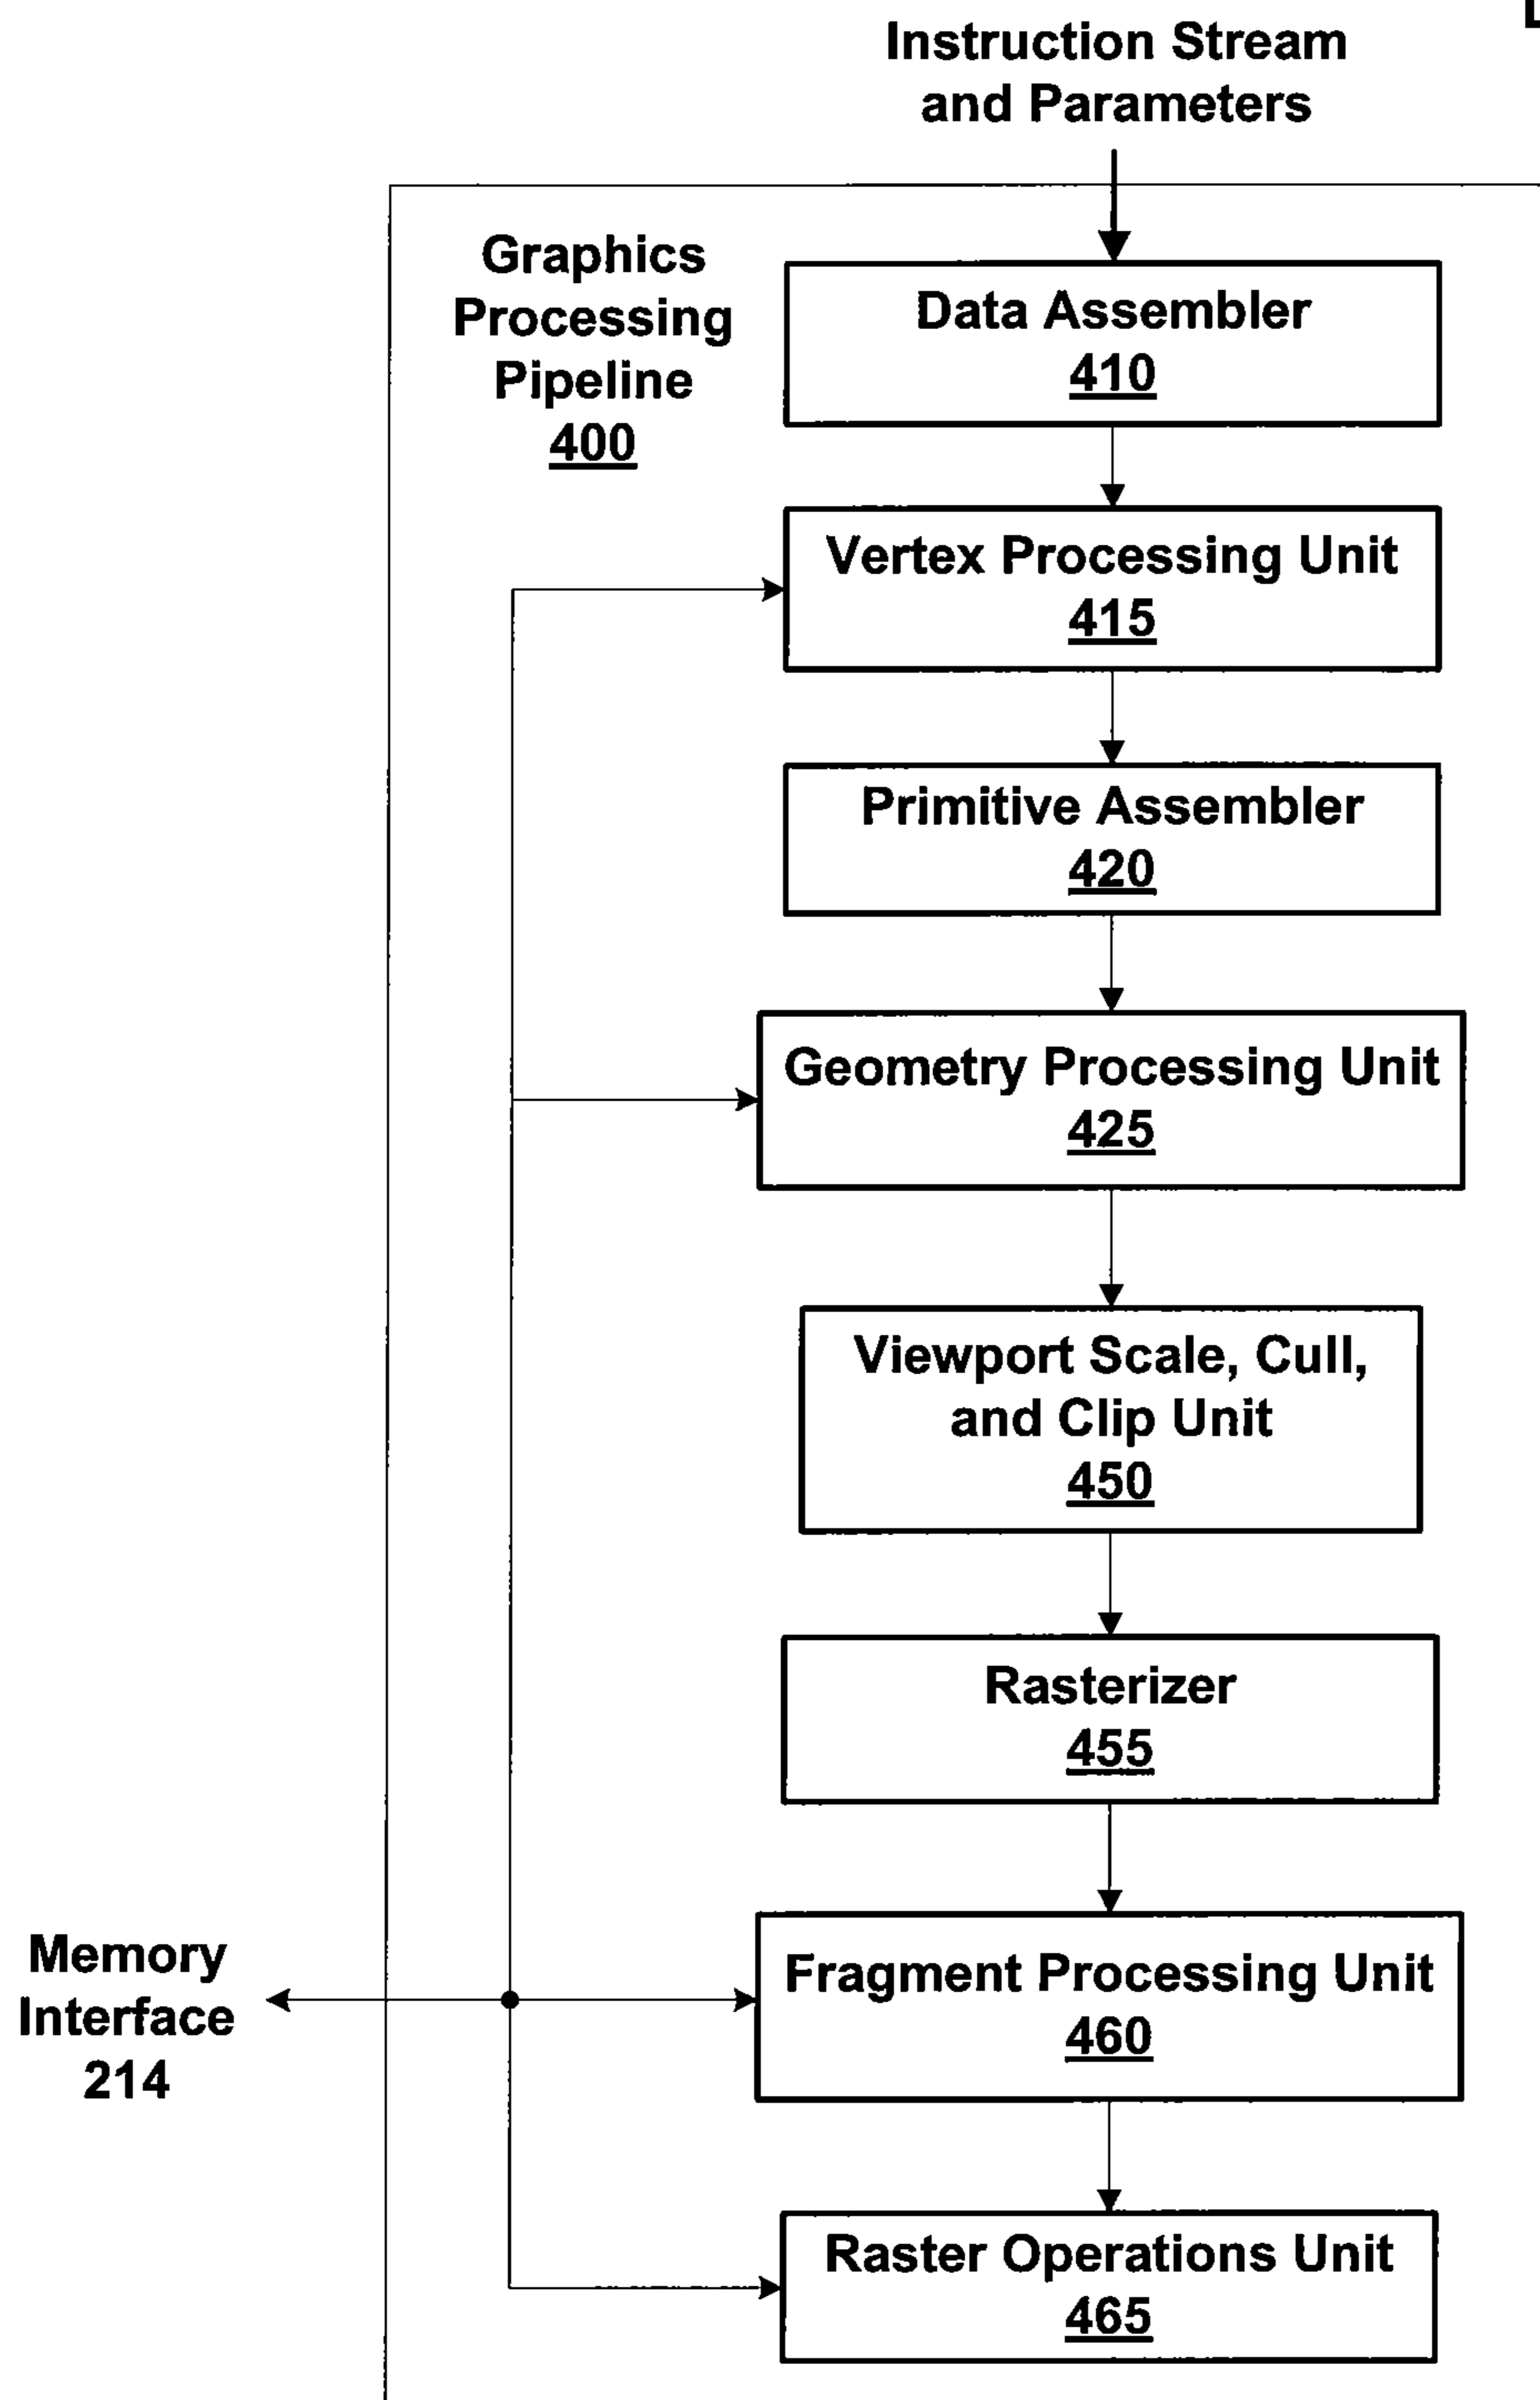 Instruction Stream
and Parameters
Graphics
Processing
Pipeline
400
Data Assembler
410
Vertex Processing Unit
415
Primitive Assembler
420
Geometry Processing Unit
425
Viewport Scale, Cull,
and Clip Unit
450
Rasterizer
455
Memory
Interface
214
Fragment Processing Unit
460
Raster Operations Unit
465